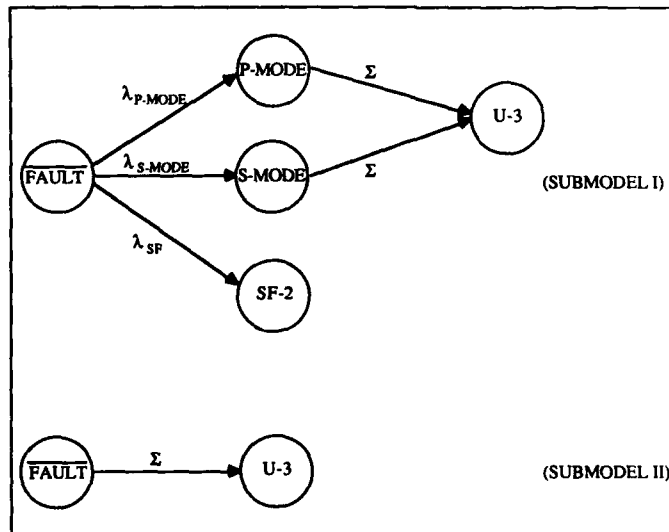 P-MODE
Σ
λP-MODE
U-3
FAULT
λS-MODE
S-MODE
Σ
(SUBMODEL I)
λSF
SF-2
FAULT
Σ
U-3
(SUBMODEL II)